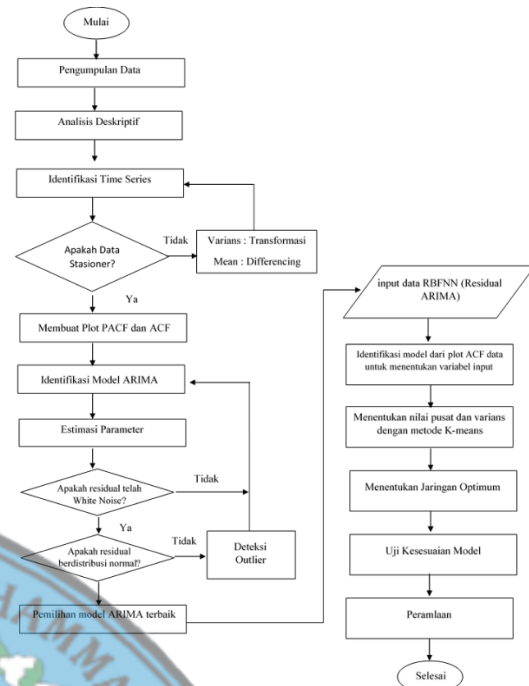 Mulai
Pengumpulan Data
Analisis Deskriptif
Identifikasi Time Series
Apakah Data
Stasioner?
Tidak
Varians : Transformasi
Mean : Differencing
Ya
Membuat Plot PACF dan ACF
Identifikasi Model ARIMA
Estimasi Parameter
Apakah residual telah
White Noise?
Tidak
Ya
Apakah residual
berdistribusi normal?
Tidak
Deteksi
Outlier
Pemilihan model ARIMA terbaik
input data RBFNN (Residual
ARIMA)
Identifikasi model dari plot ACF data
untuk menentukan variabel input
Menentukan nilai pusat dan varians
dengan metode K-means
Menentukan Jaringan Optimum
Uji Kesesuaian Model
Peramlaan
Selesai
HAMMA